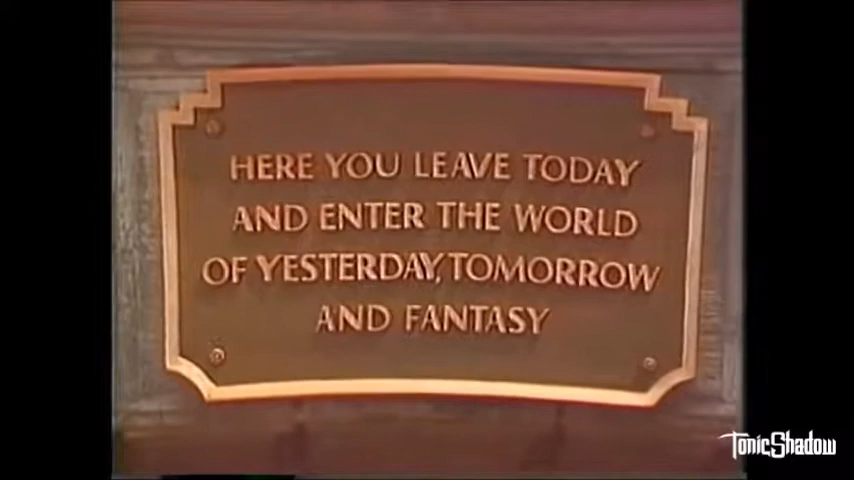 HERE YOU LEAVE TODAY
AND ENTER THE WORLD
OF YESTERDAY, TOMORROW
AND FANTASY
TonicShadow